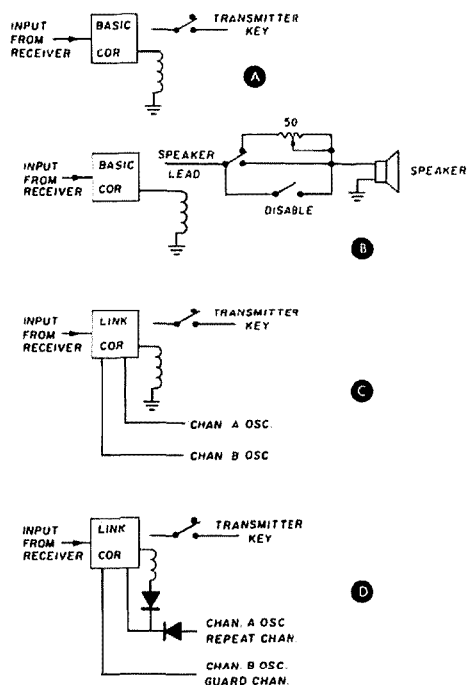 INPUT
FROM
RECEIVER
BASIC
COR
TRANSMITTER
KEY
A
INPUT
FROM
RECEIVER
BASIC
COR
SPEAKER
LEAD
50
DISABLE
SPEAKER
B
INPUT
FROM
RECEIVER
LINK
COR
TRANSMITTER
KEY
C
CHAN. A OSC.
CHAN. B OSC
INPUT
FROM
RECEIVER
LINK
COR
TRANSMITTER
KEY
D
CHAN. A OSC
REPEAT CHAN.
CHAN. B OSC.
GUARD CHAN.